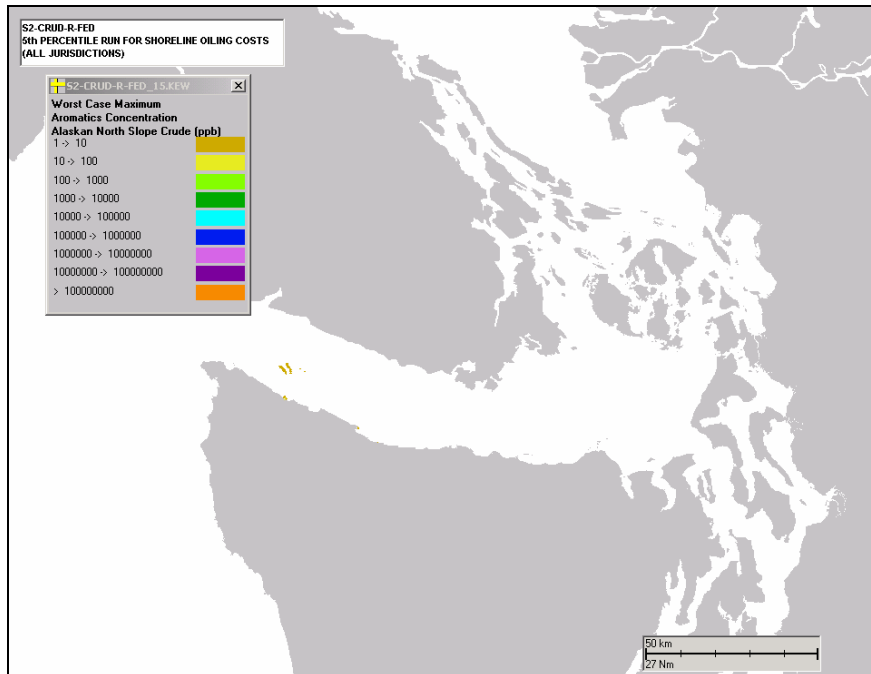 S2-CRUD-R-FED
5th PERCENTILE RUN FOR SHORELINE OILING COSTS
(ALL JURISDICTIONS)
S2-CRUD-R-FED_15.KEW
Worst Case Maximum
Aromatics Concentration
Alaskan North Slope Crude (ppb)
1 -> 10
10 -> 100
100 -> 1000
1000 -> 10000
10000 -> 100000
100000 -> 1000000
1000000 -> 10000000
10000000 -> 100000000
> 100000000
50 km
27 Nm